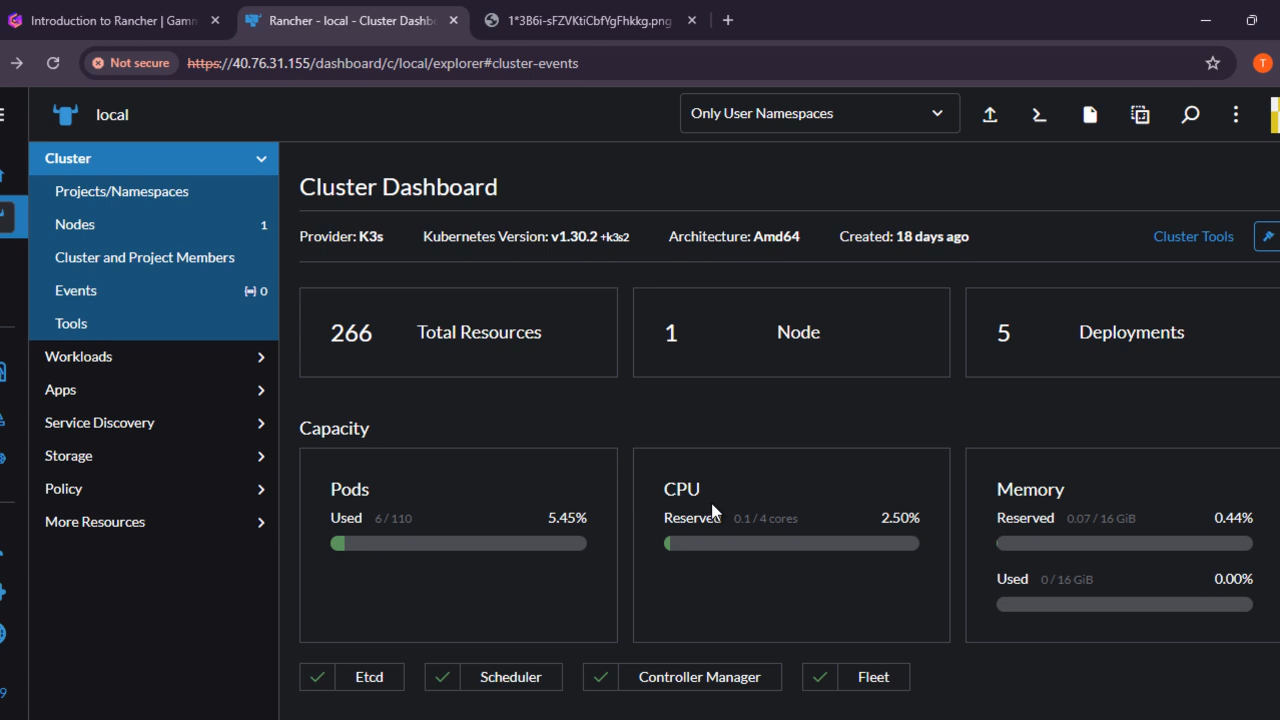 Introduction to Rancher | Gamm
Rancher - local - Cluster Dashbo
1*3B6i-sFZVKtiCbfYgFhkkg.png
Not secure
https://40.76.31.155/dashboard/c/local/explorer#cluster-events
T
local
Only User Namespaces
Cluster
Projects/Namespaces
Nodes 1
Cluster and Project Members
Events 0
Tools
Workloads
Apps
Service Discovery
Storage
Policy
More Resources
9
Cluster Dashboard
Provider: K3s Kubernetes Version: v1.30.2 +k3s2 Architecture: Amd64 Created: 18 days ago Cluster Tools
266 Total Resources
1 Node
5 Deployments
Capacity
Pods
Used 6 / 110 5.45%
CPU
Reserved 0.1 / 4 cores 2.50%
Memory
Reserved 0.07 / 16 GiB 0.44%
Used 0 / 16 GiB 0.00%
Etcd
Scheduler
Controller Manager
Fleet